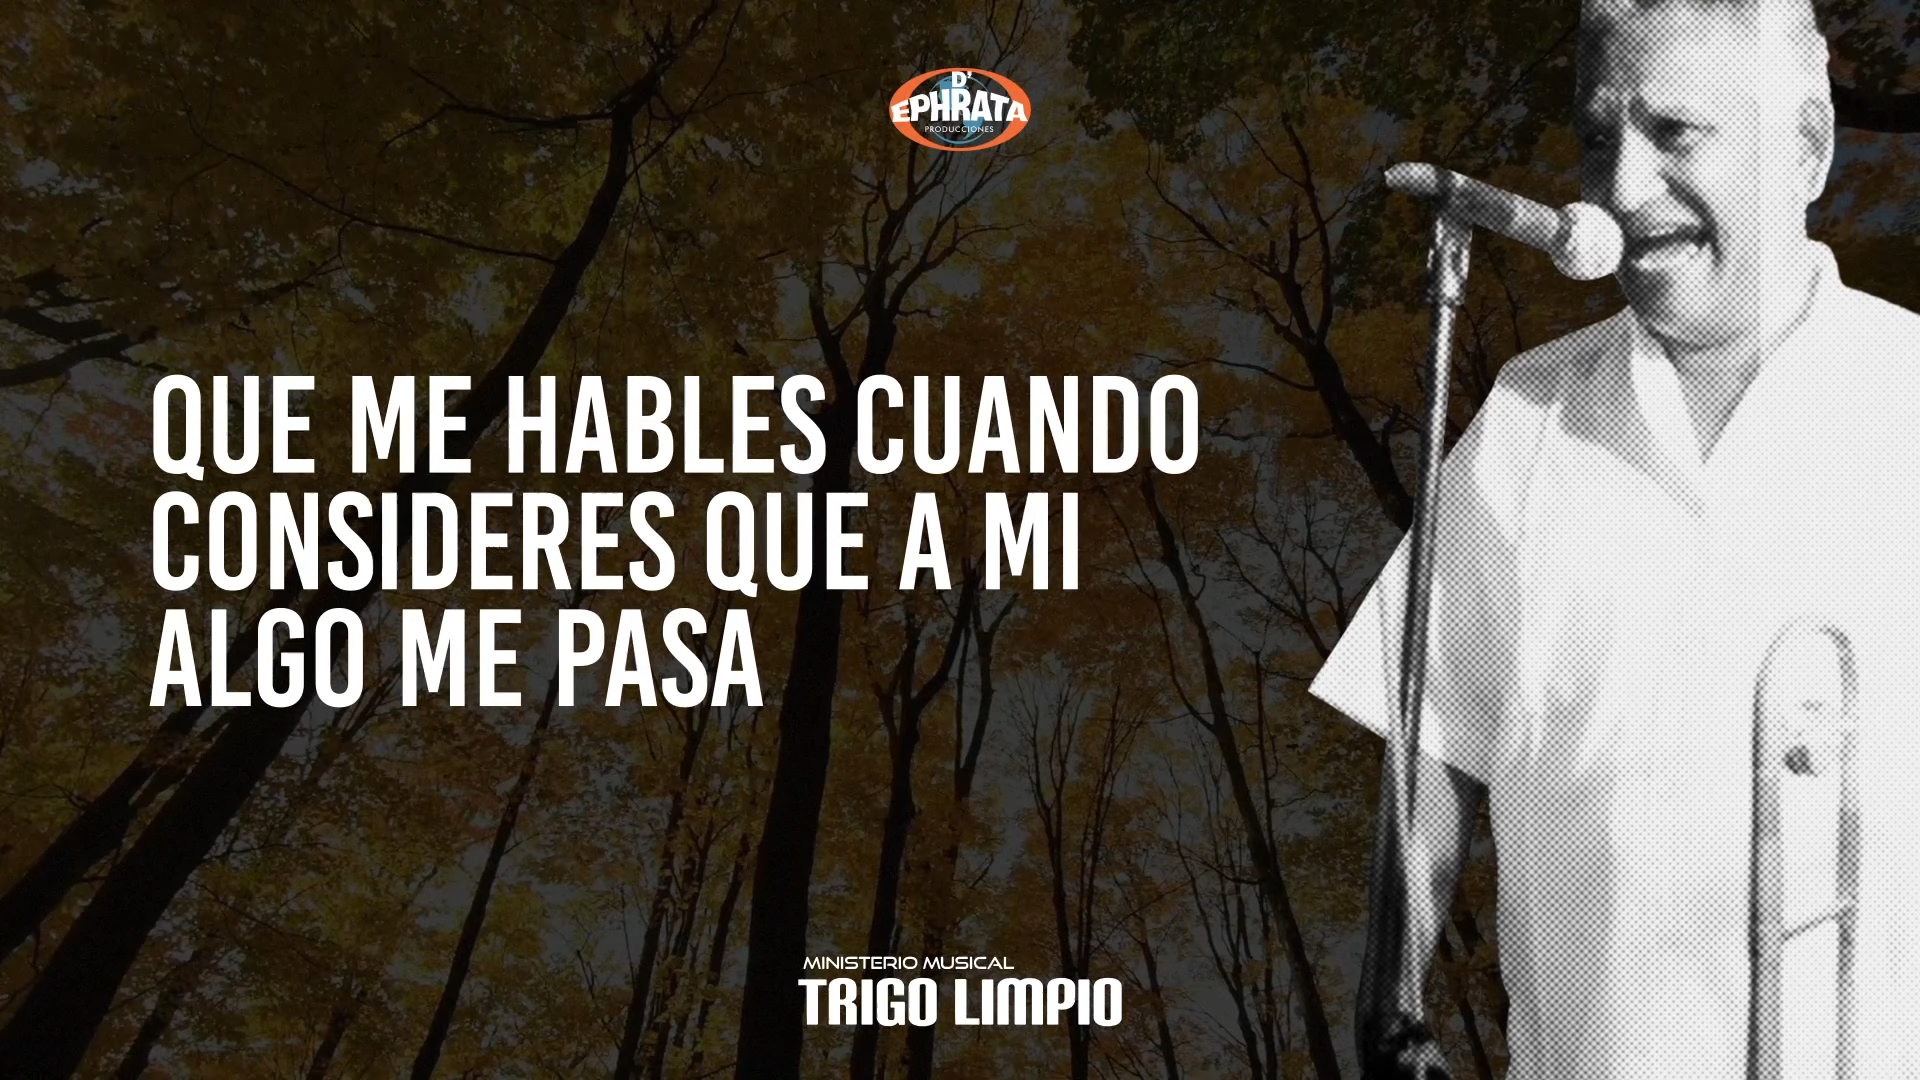 D'
EPHRATA
PRODUCCIONES
QUE ME HABLES CUANDO
CONSIDERES QUE A MI
ALGO ME PASA
MINISTERIO MUSICAL
TRIGO LIMPIO